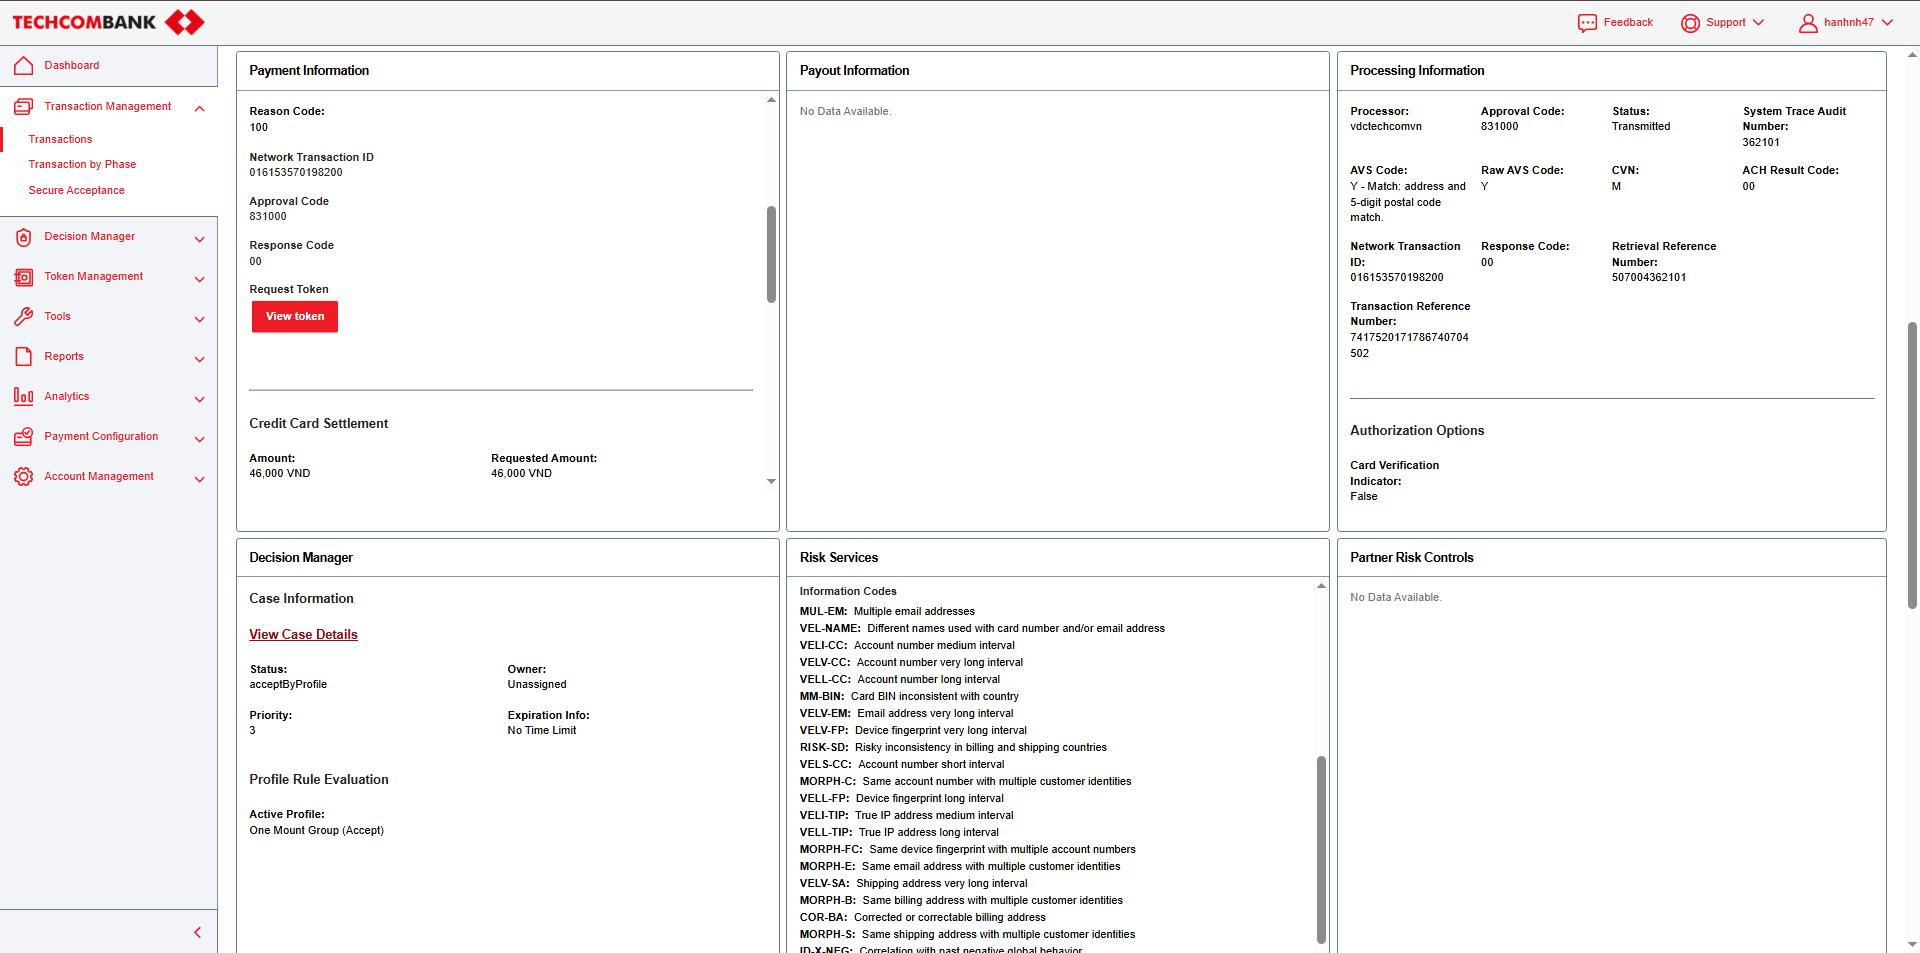 TECHCOMBANK
Feedback
Support
hanhnh47
Dashboard
Transaction Management
Transactions
Transaction by Phase
Secure Acceptance
Decision Manager
Token Management
Tools
Reports
Analytics
Payment Configuration
Account Management
Payment Information
Reason Code:
100
Network Transaction ID
016153570198200
Approval Code
831000
Response Code
00
Request Token
View token
Credit Card Settlement
Amount:
46,000 VND
Requested Amount:
46,000 VND
Payout Information
No Data Available.
Processing Information
Processor:
vdctechcomvn
Approval Code:
831000
Status:
Transmitted
System Trace Audit
Number:
362101
AVS Code:
Y - Match: address and
5-digit postal code
match.
Raw AVS Code:
Y
CVN:
M
ACH Result Code:
00
Network Transaction
ID:
016153570198200
Response Code:
00
Retrieval Reference
Number:
507004362101
Transaction Reference
Number:
7417520171786740704
502
Authorization Options
Card Verification
Indicator:
False
Decision Manager
Case Information
View Case Details
Status:
acceptByProfile
Owner:
Unassigned
Priority:
3
Expiration Info:
No Time Limit
Profile Rule Evaluation
Active Profile:
One Mount Group (Accept)
Risk Services
Information Codes
MUL-EM: Multiple email addresses
VEL-NAME: Different names used with card number and/or email address
VELI-CC: Account number medium interval
VELV-CC: Account number very long interval
VELL-CC: Account number long interval
MM-BIN: Card BIN inconsistent with country
VELV-EM: Email address very long interval
VELV-FP: Device fingerprint very long interval
RISK-SD: Risky inconsistency in billing and shipping countries
VELS-CC: Account number short interval
MORPH-C: Same account number with multiple customer identities
VELL-FP: Device fingerprint long interval
VELI-TIP: True IP address medium interval
VELL-TIP: True IP address long interval
MORPH-FC: Same device fingerprint with multiple account numbers
MORPH-E: Same email address with multiple customer identities
VELV-SA: Shipping address very long interval
MORPH-B: Same billing address with multiple customer identities
COR-BA: Corrected or correctable billing address
MORPH-S: Same shipping address with multiple customer identities
ID-X-NEG: Correlation with past negative global behavior
Partner Risk Controls
No Data Available.